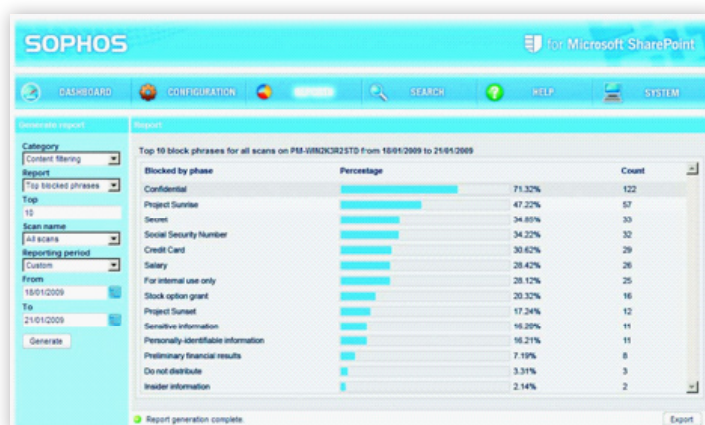 SOPHOS
for Microsoft SharePoint
DASHBOARD CONFIGURATION REPORTS SEARCH HELP SYSTEM
Generate report
Category
Content filtering
Report
Top blocked phrases
Top
10
Scan name
All scans
Reporting period
Custom
From
18/01/2009
To
21/01/2009
Generate
Report
Top 10 block phrases for all scans on PM-WIN2K3R2STD from 18/01/2009 to 21/01/2009
Blocked by phase Percentage Count
Confidential 71.32% 122
Project Sunrise 47.22% 57
Secret 34.85% 33
Social Security Number 34.22% 32
Credit Card 30.62% 29
Salary 28.42% 26
For internal use only 28.12% 25
Stock option grant 20.32% 16
Project Sunset 17.24% 12
Sensitive information 16.20% 11
Personally-identifiable information 16.21% 11
Preliminary financial results 7.19% 8
Do not distribute 3.31% 3
Insider information 2.14% 2
Report generation complete.
Export